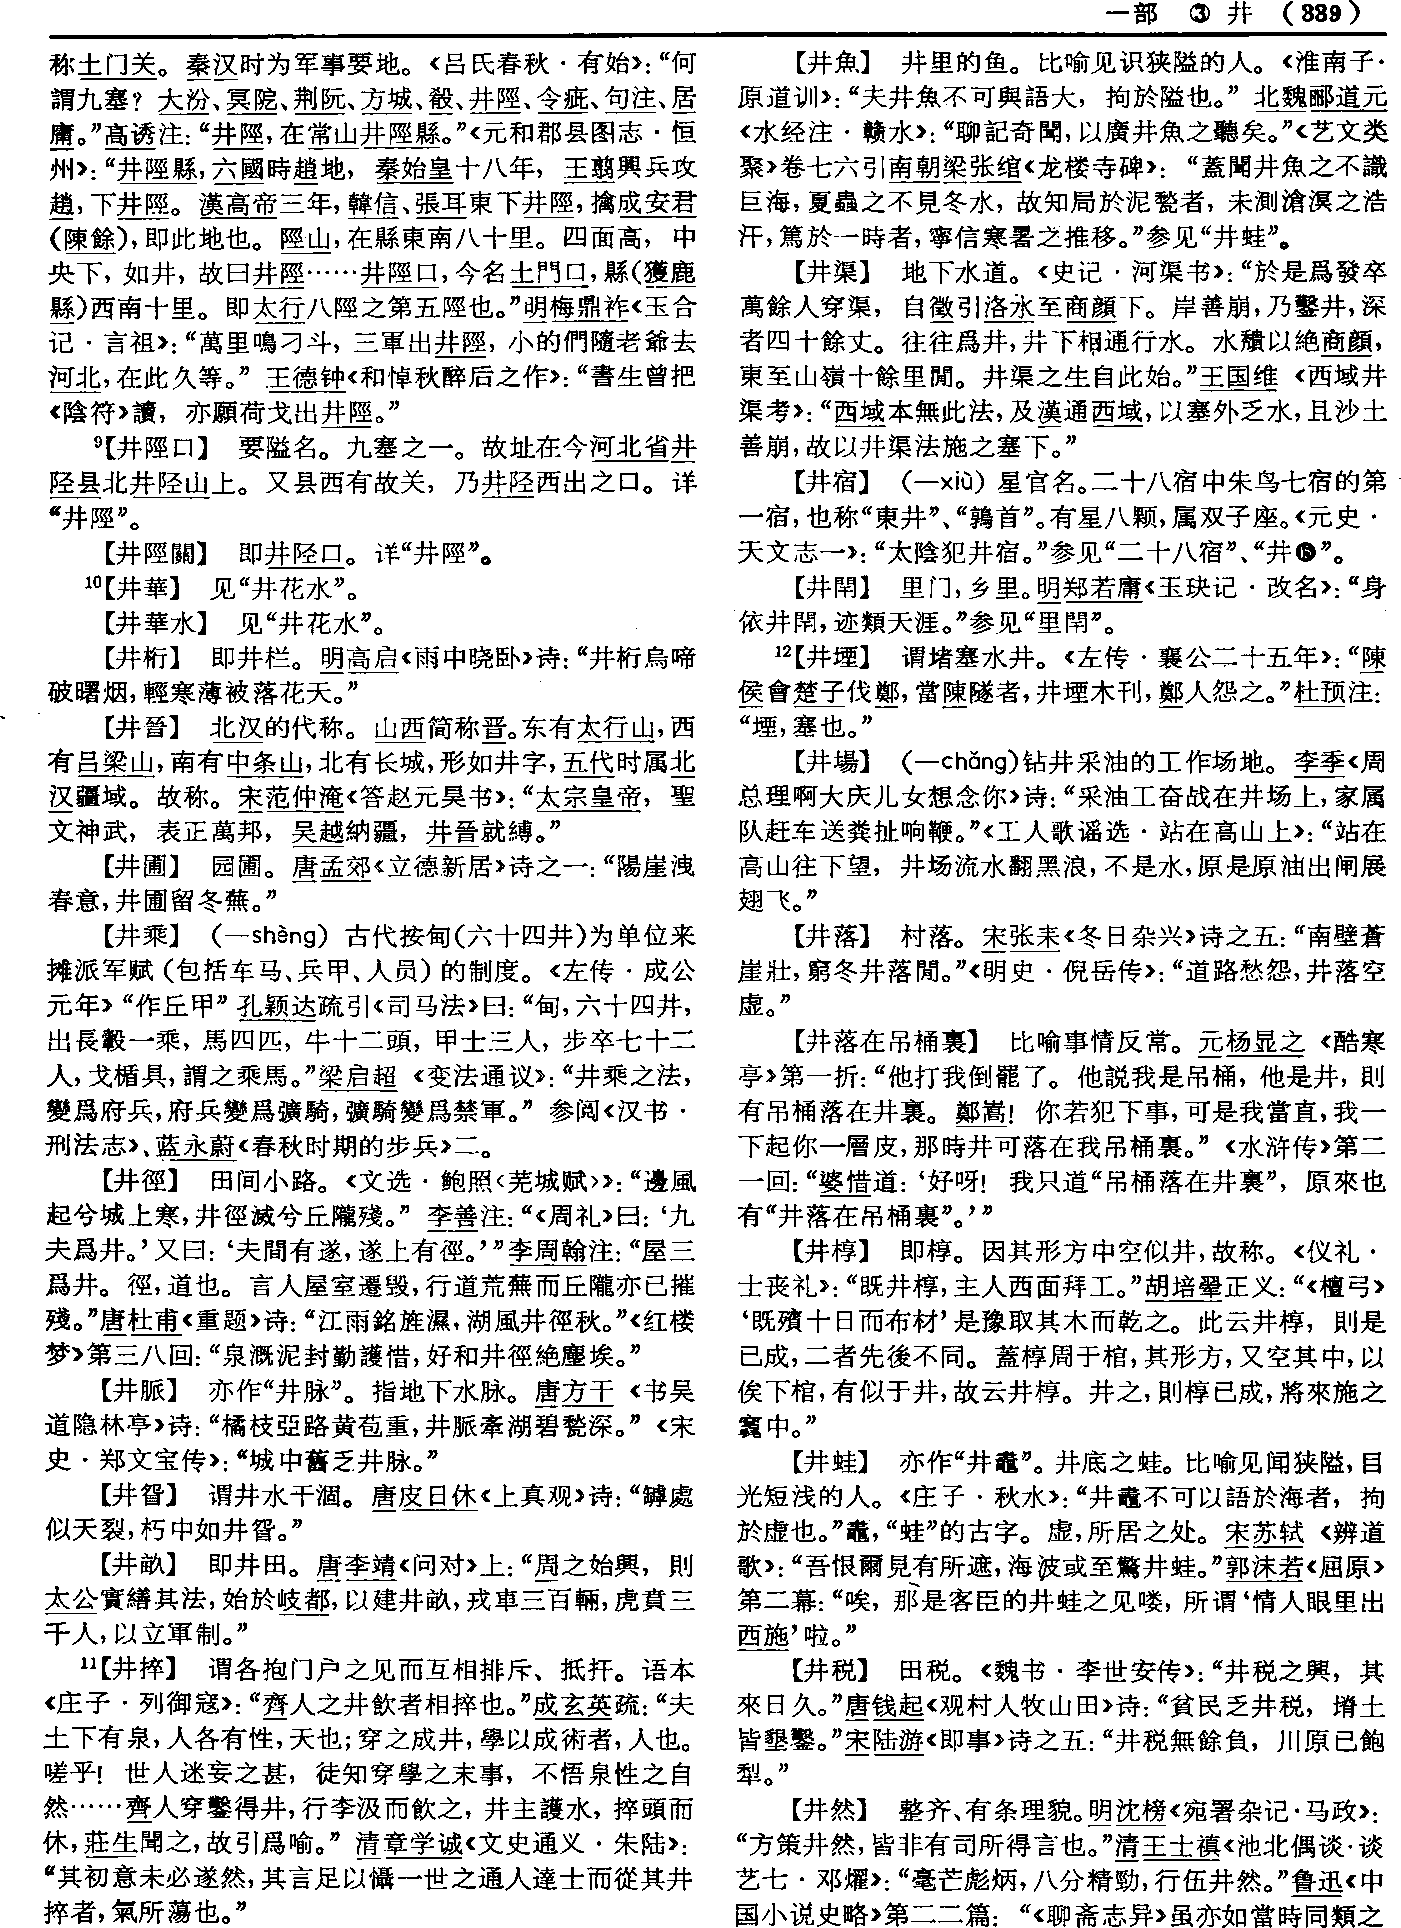 一部 ③ 井 (339)
称土门关。秦汉时为军事要地。《吕氏春秋·有始》：“何
謂九塞？大汾、冥阨、荆阮、方城、殽、井陘、令疵、句注、居
庸。”高诱注：“井陘，在常山井陘縣。”《元和郡县图志·恒
州》：“井陘縣，六國時趙地，秦始皇十八年，王翦興兵攻
趙，下井陘。漢高帝三年，韓信、張耳東下井陘，擒成安君
(陳餘)，即此地也。陘山，在縣東南八十里。四面高，中
央下，如井，故曰井陘……井陘口，今名土門口，縣(獲鹿
縣)西南十里。即太行八陘之第五陘也。”明梅鼎祚《玉合
记·言祖》：“萬里鳴刁斗，三軍出井陘，小的們隨老爺去
河北，在此久等。”王德钟《和悼秋醉后之作》：“書生曾把
《陰符》讀，亦願荷戈出井陘。”
⁹【井陘口】 要隘名。九塞之一。故址在今河北省井
陉县北井陉山上。又县西有故关，乃井陉西出之口。详
“井陘”。
【井陘關】 即井陉口。详“井陘”。
¹⁰【井華】 见“井花水”。
【井華水】 见“井花水”。
【井桁】 即井栏。明高启《雨中晓卧》诗：“井桁烏啼
破曙烟，輕寒薄被落花天。”
【井晉】 北汉的代称。山西简称晋。东有太行山，西
有吕梁山，南有中条山，北有长城，形如井字，五代时属北
汉疆域。故称。宋范仲淹《答赵元昊书》：“太宗皇帝，聖
文神武，表正萬邦，吴越納疆，井晉就縛。”
【井圃】 园圃。唐孟郊《立德新居》诗之一：“陽崖洩
春意，井圃留冬蕪。”
【井乘】 (—shèng) 古代按甸(六十四井)为单位来
摊派军赋(包括车马、兵甲、人员)的制度。《左传·成公
元年》“作丘甲”孔颖达疏引《司马法》曰：“甸，六十四井，
出長轂一乘，馬四匹，牛十二頭，甲士三人，步卒七十二
人，戈楯具，謂之乘馬。”梁启超《变法通议》：“井乘之法，
變爲府兵，府兵變爲彍騎，彍騎變爲禁軍。”参阅《汉书·
刑法志》、蓝永蔚《春秋时期的步兵》二。
【井徑】 田间小路。《文选·鲍照〈芜城赋〉》：“邊風
起兮城上寒，井徑滅兮丘隴殘。”李善注：“《周礼》曰：‘九
夫爲井。’又曰：‘夫間有遂，遂上有徑。’”李周翰注：“屋三
爲井。徑，道也。言人屋室遷毁，行道荒蕪而丘隴亦已摧
殘。”唐杜甫《重题》诗：“江雨銘旌濕，湖風井徑秋。”《红楼
梦》第三八回：“泉溉泥封勤護惜，好和井徑絶塵埃。”
【井脈】 亦作“井脉”。指地下水脉。唐方干《书吴
道隐林亭》诗：“橘枝亞路黄苞重，井脈牽湖碧甃深。”《宋
史·郑文宝传》：“城中舊乏井脉。”
【井眢】 谓井水干涸。唐皮日休《上真观》诗：“罅處
似天裂，朽中如井眢。”
【井畝】 即井田。唐李靖《问对》上：“周之始興，則
太公實繕其法，始於岐都，以建井畝，戎車三百輛，虎賁三
千人，以立軍制。”
¹¹【井捽】 谓各抱门户之见而互相排斥、抵抔。语本
《庄子·列御寇》：“齊人之井飲者相捽也。”成玄英疏：“夫
土下有泉，人各有性，天也；穿之成井，學以成術者，人也。
嗟乎！世人迷妄之甚，徒知穿學之末事，不悟泉性之自
然……齊人穿鑿得井，行李汲而飲之，井主護水，捽頭而
休，莊生聞之，故引爲喻。”清章学诚《文史通义·朱陆》：
“其初意未必遂然，其言足以懾一世之通人達士而從其井
捽者，氣所蕩也。”
【井魚】 井里的鱼。比喻见识狭隘的人。《淮南子·
原道训》：“夫井魚不可與語大，拘於隘也。”北魏郦道元
《水经注·赣水》：“聊記奇聞，以廣井魚之聽矣。”《艺文类
聚》卷七六引南朝梁张绾《龙楼寺碑》：“蓋聞井魚之不識
巨海，夏蟲之不見冬水，故知局於泥甃者，未測滄溟之浩
汗，篤於一時者，寧信寒暑之推移。”参见“井蛙”。
【井渠】 地下水道。《史记·河渠书》：“於是爲發卒
萬餘人穿渠，自徵引洛水至商顔下。岸善崩，乃鑿井，深
者四十餘丈。往往爲井，井下相通行水。水穨以絶商顔，
東至山嶺十餘里閒。井渠之生自此始。”王国维《西域井
渠考》：“西域本無此法，及漢通西域，以塞外乏水，且沙土
善崩，故以井渠法施之塞下。”
【井宿】 (—xiù) 星官名。二十八宿中朱鸟七宿的第
一宿，也称“東井”、“鶉首”。有星八颗，属双子座。《元史·
天文志一》：“太陰犯井宿。”参见“二十八宿”、“井⓯”。
【井閈】 里门，乡里。明郑若庸《玉玦记·改名》：“身
依井閈，迹類天涯。”参见“里閈”。
¹²【井堙】 谓堵塞水井。《左传·襄公二十五年》：“陳
侯會楚子伐鄭，當陳隧者，井堙木刊，鄭人怨之。”杜预注：
“堙，塞也。”
【井場】 (—chǎng)钻井采油的工作场地。李季《周
总理啊大庆儿女想念你》诗：“采油工奋战在井场上，家属
队赶车送粪扯响鞭。”《工人歌谣选·站在高山上》：“站在
高山往下望，井场流水翻黑浪，不是水，原是原油出闸展
翅飞。”
【井落】 村落。宋张耒《冬日杂兴》诗之五：“南壁蒼
崖壯，窮冬井落閒。”《明史·倪岳传》：“道路愁怨，井落空
虚。”
【井落在吊桶裏】 比喻事情反常。元杨显之《酷寒
亭》第一折：“他打我倒罷了。他説我是吊桶，他是井，則
有吊桶落在井裏。鄭嵩！你若犯下事，可是我當直，我一
下起你一層皮，那時井可落在我吊桶裏。”《水浒传》第二
一回：“婆惜道：‘好呀！我只道“吊桶落在井裏”，原來也
有“井落在吊桶裏”。’”
【井椁】 即椁。因其形方中空似井，故称。《仪礼·
士丧礼》：“既井椁，主人西面拜工。”胡培翬正义：“《檀弓》
‘既殯十日而布材’是豫取其木而乾之。此云井椁，則是
已成，二者先後不同。蓋椁周于棺，其形方，又空其中，以
俟下棺，有似于井，故云井椁。井之，則椁已成，將來施之
竁中。”
【井蛙】 亦作“井鼃”。井底之蛙。比喻见闻狭隘，目
光短浅的人。《庄子·秋水》：“井鼃不可以語於海者，拘
於虚也。”鼃，“蛙”的古字。虚，所居之处。宋苏轼《辨道
歌》：“吾恨爾見有所遮，海波或至驚井蛙。”郭沫若《屈原》
第二幕：“唉，那是客臣的井蛙之见喽，所谓‘情人眼里出
西施’啦。”
【井税】 田税。《魏书·李世安传》：“井税之興，其
來日久。”唐钱起《观村人牧山田》诗：“貧民乏井税，塉土
皆墾鑿。”宋陆游《即事》诗之五：“井税無餘負，川原已飽
犁。”
【井然】 整齐、有条理貌。明沈榜《宛署杂记·马政》：
“方策井然，皆非有司所得言也。”清王士禛《池北偶谈·谈
艺七·邓燿》：“毫芒彪炳，八分精勁，行伍井然。”鲁迅《中
国小说史略》第二二篇：“《聊斋志异》虽亦如當時同類之